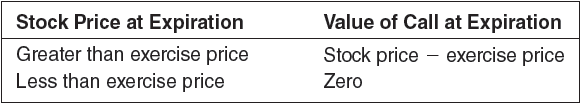 Stock Price at Expiration Value of Call at Expiration
Greater than exercise price Stock price − exercise price
Less than exercise price Zero